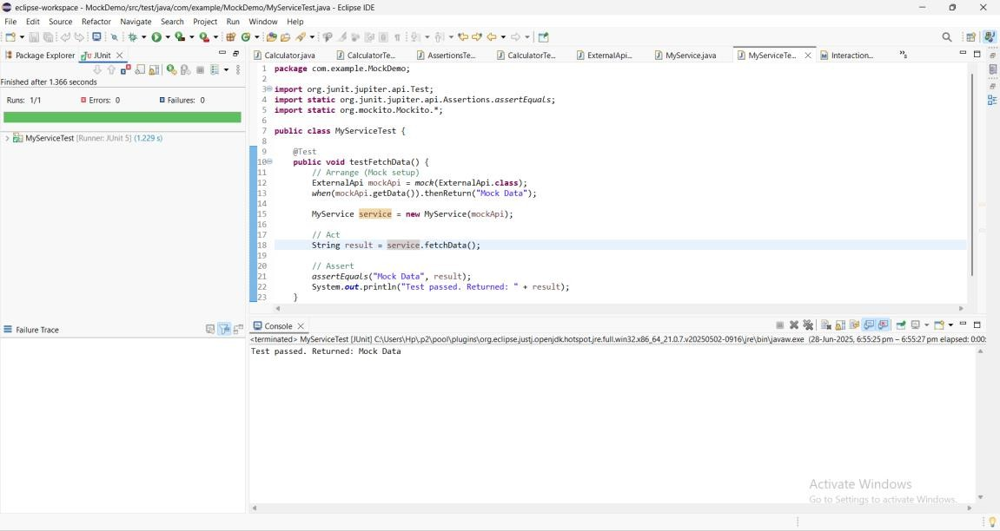 eclipse-workspace - MockDemo/src/test/java/com/example/MockDemo/MyServiceTest.java - Eclipse IDE
File Edit Source Refactor Navigate Search Project Run Window Help
Package Explorer JUnit
Finished after 1.366 seconds
Runs: 1/1 Errors: 0 Failures: 0
MyServiceTest [Runner: JUnit 5] (1.229 s)
Failure Trace
Calculator.java CalculatorTe... AssertionsTe... CalculatorTe... ExternalApi... MyService.java MyServiceTe... Interaction... »5
1 package com.example.MockDemo;
2
3 import org.junit.jupiter.api.Test;
4 import static org.junit.jupiter.api.Assertions.assertEquals;
5 import static org.mockito.Mockito.*;
6
7 public class MyServiceTest {
8
9 @Test
10 public void testFetchData() {
11 // Arrange (Mock setup)
12 ExternalApi mockApi = mock(ExternalApi.class);
13 when(mockApi.getData()).thenReturn("Mock Data");
14
15 MyService service = new MyService(mockApi);
16
17 // Act
18 String result = service.fetchData();
19
20 // Assert
21 assertEquals("Mock Data", result);
22 System.out.println("Test passed. Returned: " + result);
23 }
Console
<terminated> MyServiceTest [JUnit] C:\Users\Hp\.p2\pool\plugins\org.eclipse.justj.openjdk.hotspot.jre.full.win32.x86_64_21.0.7.v20250502-0916\jre\bin\javaw.exe (28-Jun-2025, 6:55:25 pm – 6:55:27 pm elapsed: 0:00:
Test passed. Returned: Mock Data
Activate Windows
Go to Settings to activate Windows.